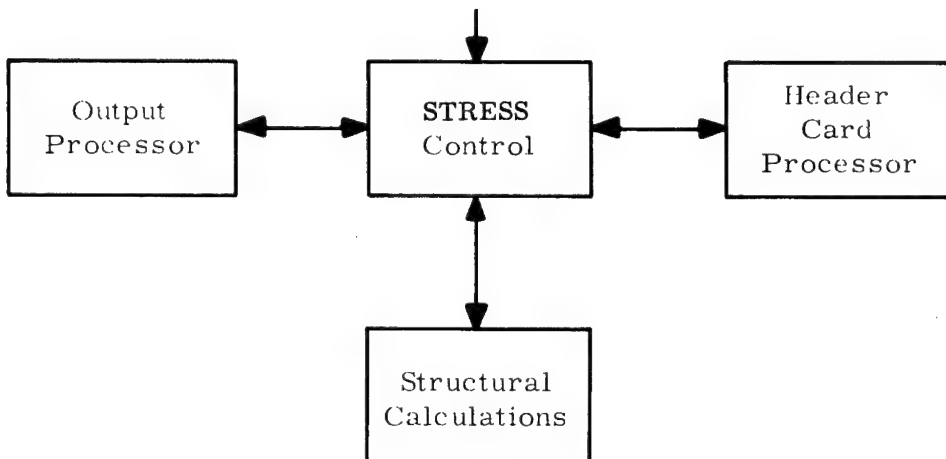 Output
Processor
STRESS
Control
Header
Card
Processor
Structural
Calculations